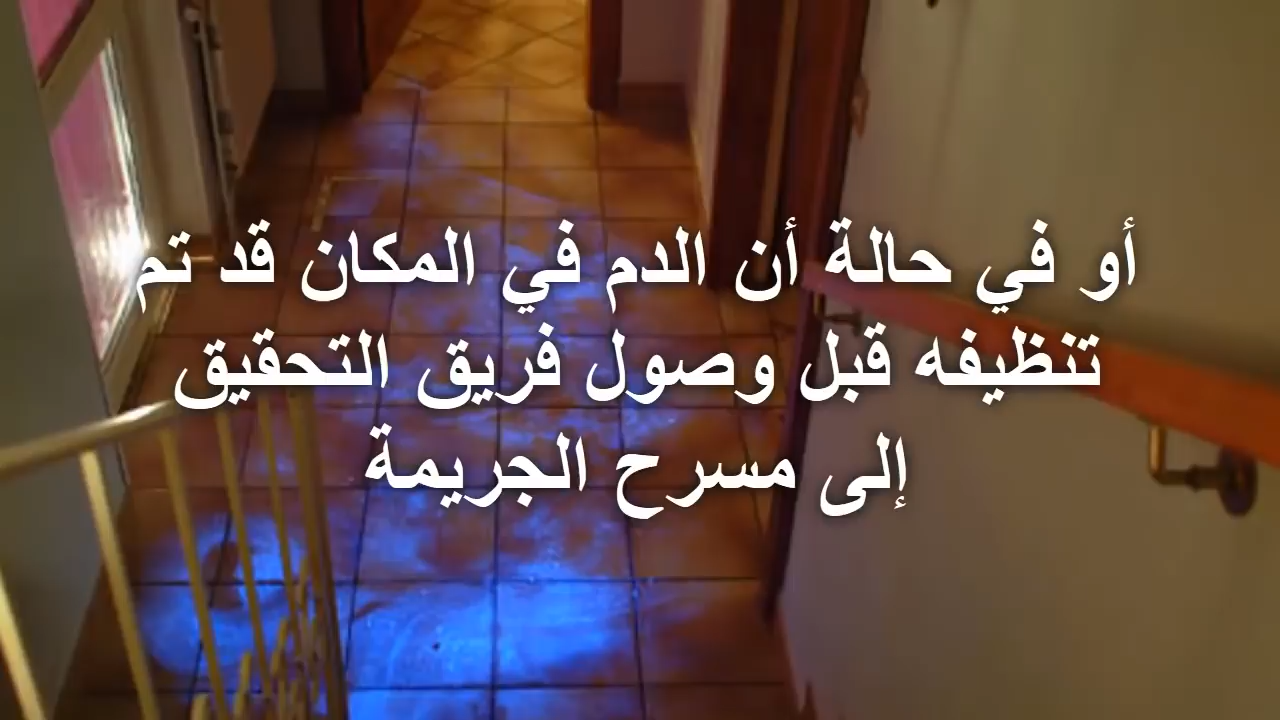 أو في حالة أن الدم في المكان قد تم
تنظيفه قبل وصول فريق التحقيق
إلى مسرح الجريمة